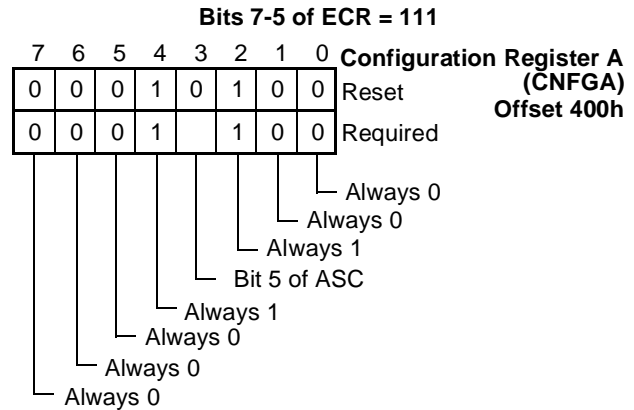 Bits 7-5 of ECR = 111
7 6 5 4 3 2 1 0 Configuration Register A
(CNFGA)
Offset 400h
0 0 0 1 0 1 0 0 Reset
0 0 0 1 1 0 0 Required
Always 0
Always 0
Always 1
Bit 5 of ASC
Always 1
Always 0
Always 0
Always 0